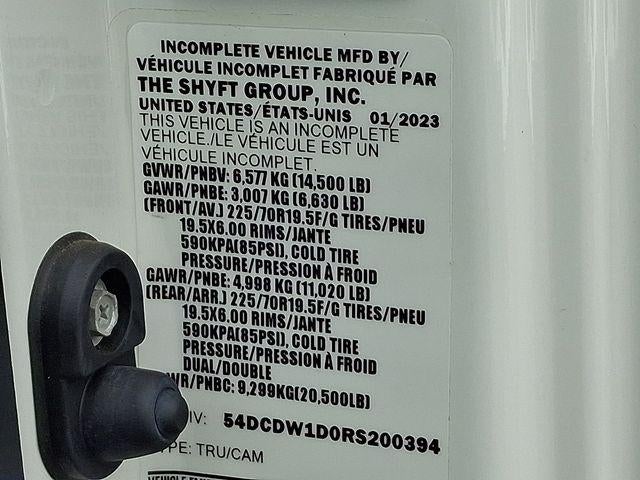 INCOMPLETE VEHICLE MFD BY/
VÉHICULE INCOMPLET FABRIQUÉ PAR
THE SHYFT GROUP, INC.
UNITED STATES/ÉTATS-UNIS 01/2023
THIS VEHICLE IS AN INCOMPLETE
VEHICLE./LE VÉHICULE EST UN
VÉHICULE INCOMPLET.
GVWR/PNBV: 6,577 KG (14,500 LB)
GAWR/PNBE: 3,007 KG (6,630 LB)
(FRONT/AV.) 225/70R19.5F/G TIRES/PNEU
19.5X6.00 RIMS/JANTE
590KPA(85PSI), COLD TIRE
PRESSURE/PRESSION À FROID
GAWR/PNBE: 4,998 KG (11,020 LB)
(REAR/ARR.) 225/70R19.5F/G TIRES/PNEU
19.5X6.00 RIMS/JANTE
590KPA(85PSI), COLD TIRE
PRESSURE/PRESSION À FROID
DUAL/DOUBLE
WR/PNBC: 9,299KG(20,500LB)
IV: 54DCDW1D0RS200394
YPE: TRU/CAM